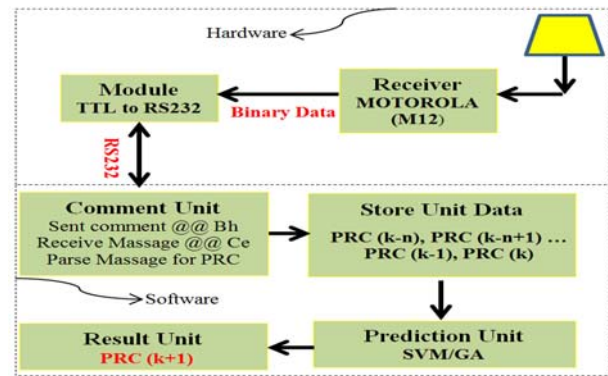 Hardware
Module
TTL to RS232
Receiver
MOTOROLA
(M12)
Binary Data
RS232
Comment Unit
Sent comment @@ Bh
Receive Massage @@ Ce
Parse Massage for PRC
Store Unit Data
PRC (k-n), PRC (k-n+1) ...
PRC (k-1), PRC (k)
Software
Result Unit
PRC (k+1)
Prediction Unit
SVM/GA